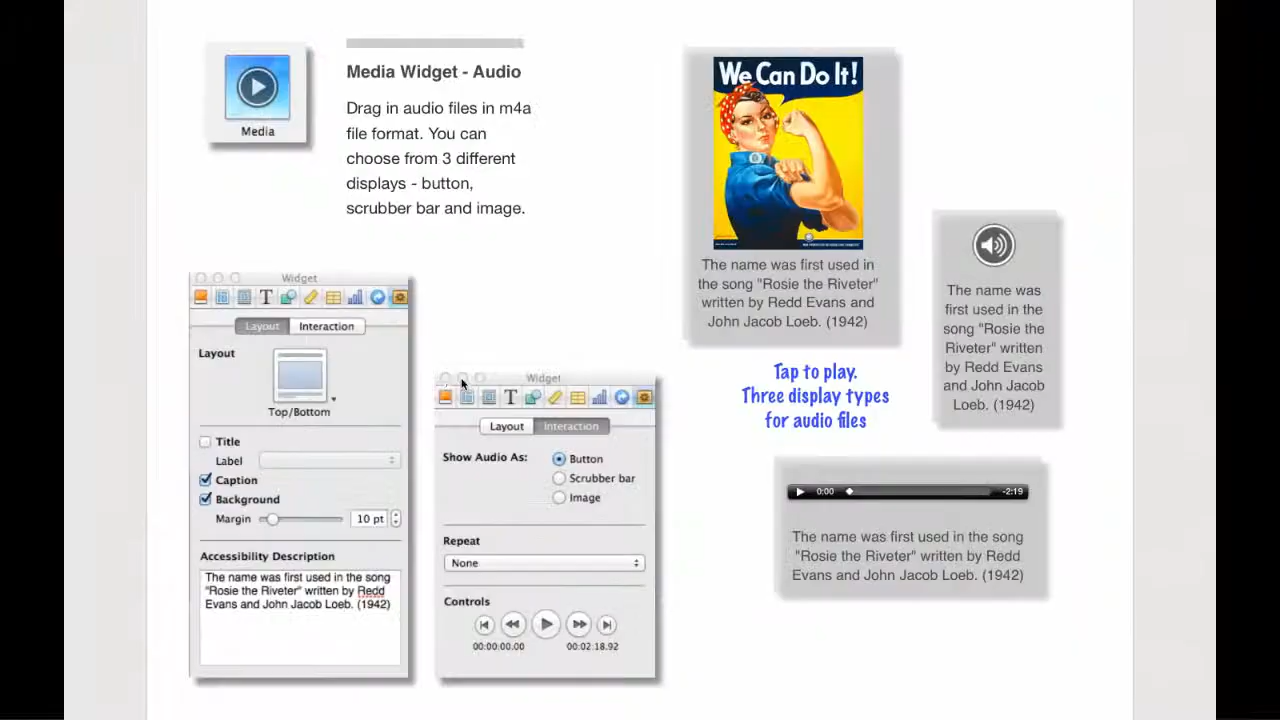 Media
Media Widget - Audio
Drag in audio files in m4a
file format. You can
choose from 3 different
displays - button,
scrubber bar and image.
We Can Do It!
The name was first used in
the song "Rosie the Riveter"
written by Redd Evans and
John Jacob Loeb. (1942)
The name was
first used in the
song "Rosie the
Riveter" written
by Redd Evans
and John Jacob
Loeb. (1942)
Tap to play.
Three display types
for audio files
0:00
-2:19
The name was first used in the song
"Rosie the Riveter" written by Redd
Evans and John Jacob Loeb. (1942)
Widget
Layout Interaction
Layout
Top/Bottom
Title
Label
Caption
Background
Margin 10 pt
Accessibility Description
The name was first used in the song
"Rosie the Riveter" written by Redd
Evans and John Jacob Loeb. (1942)
Widget
Layout Interaction
Show Audio As: Button
Scrubber bar
Image
Repeat
None
Controls
00:00:00.00 00:02:18.92